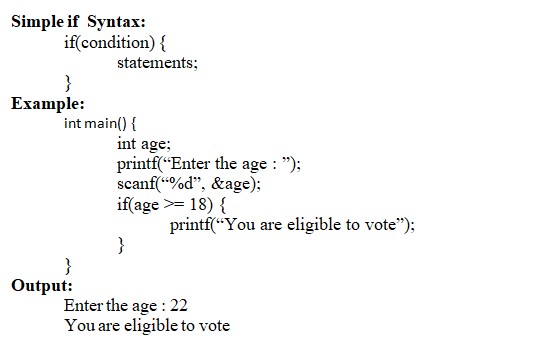 Simple if  Syntax:
if(condition) {
statements;
}
Example:
int main() {
int age;
printf(“Enter the age : ”);
scanf(“%d”, &age);
if(age >= 18) {
printf(“You are eligible to vote”);
}
}
Output:
Enter the age : 22
You are eligible to vote